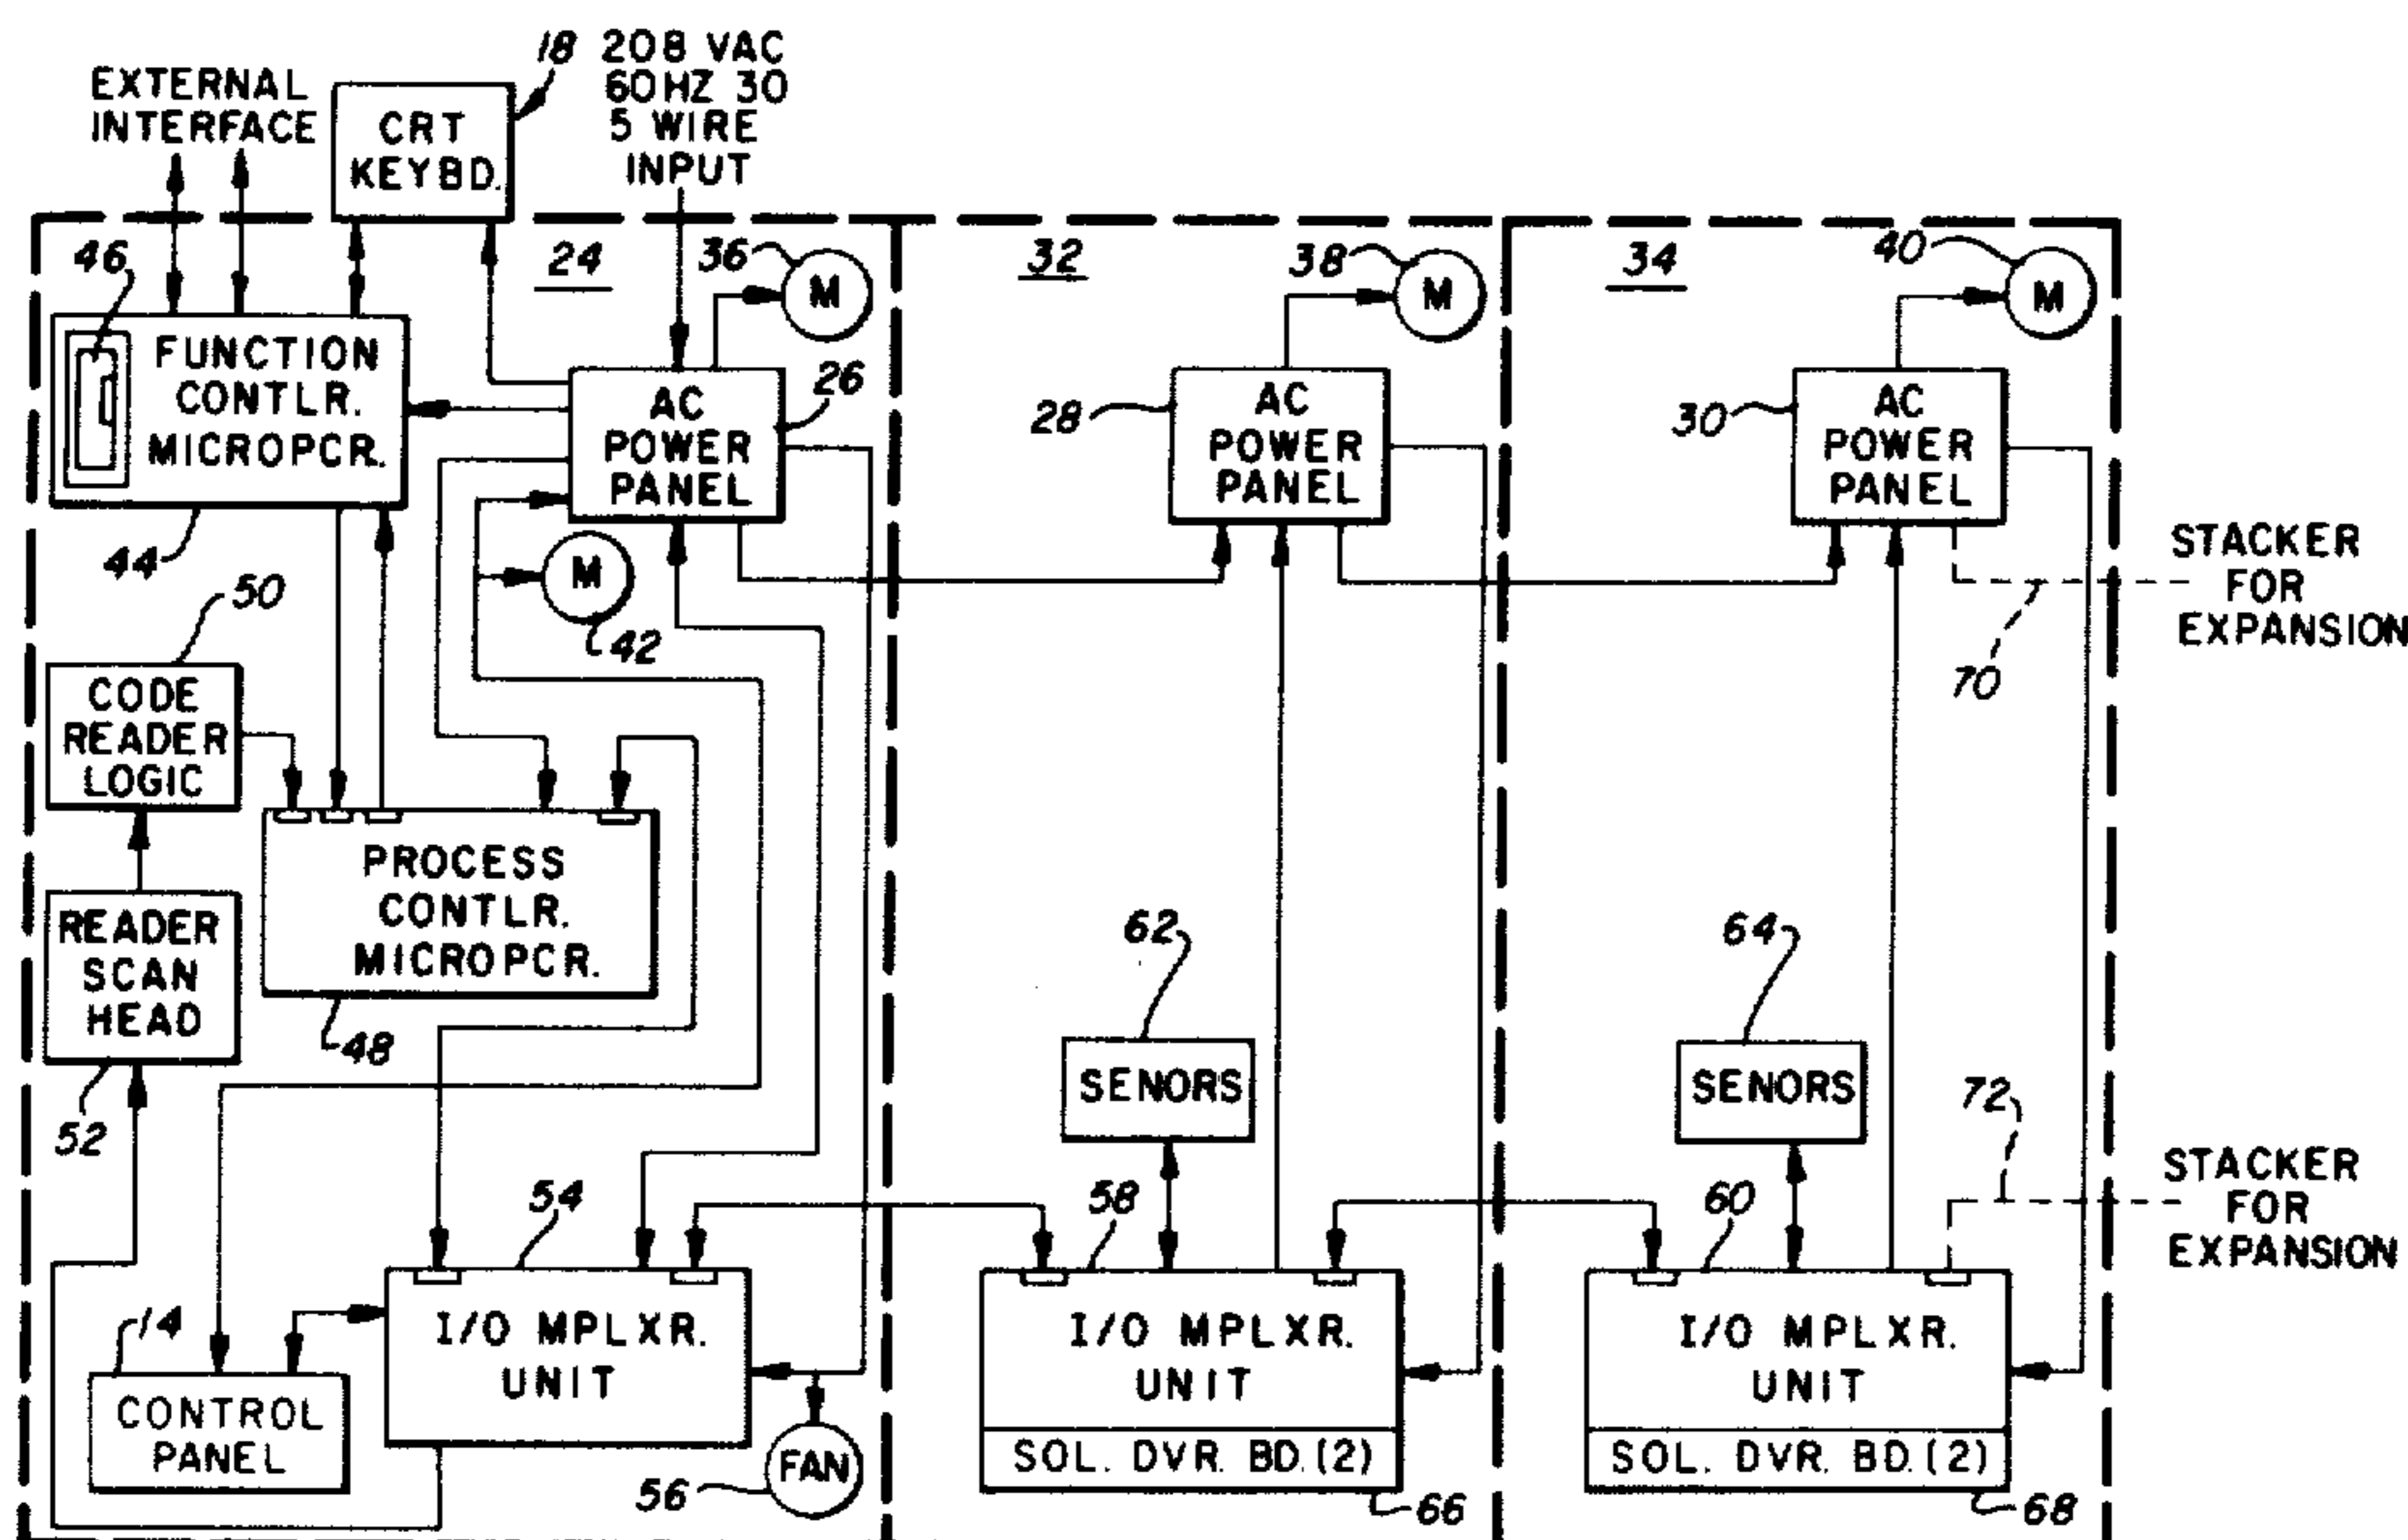 EXTERNAL
INTERFACE
CRT
KEYBD.
18
208 VAC
60HZ 30
5 WIRE
INPUT
46
24
36
M
32
38
M
34
40
M
FUNCTION
CONTLR.
MICROPCR.
44
AC
POWER
PANEL
26
28
AC
POWER
PANEL
30
AC
POWER
PANEL
M
42
STACKER
FOR
EXPANSION
70
50
CODE
READER
LOGIC
PROCESS
CONTLR.
MICROPCR.
48
READER
SCAN
HEAD
52
62
SENORS
64
SENORS
72
STACKER
FOR
EXPANSION
54
58
60
14
CONTROL
PANEL
I/O MPLXR.
UNIT
FAN
56
I/O MPLXR.
UNIT
SOL. DVR. BD. (2)
66
I/O MPLXR.
UNIT
SOL. DVR. BD. (2)
68